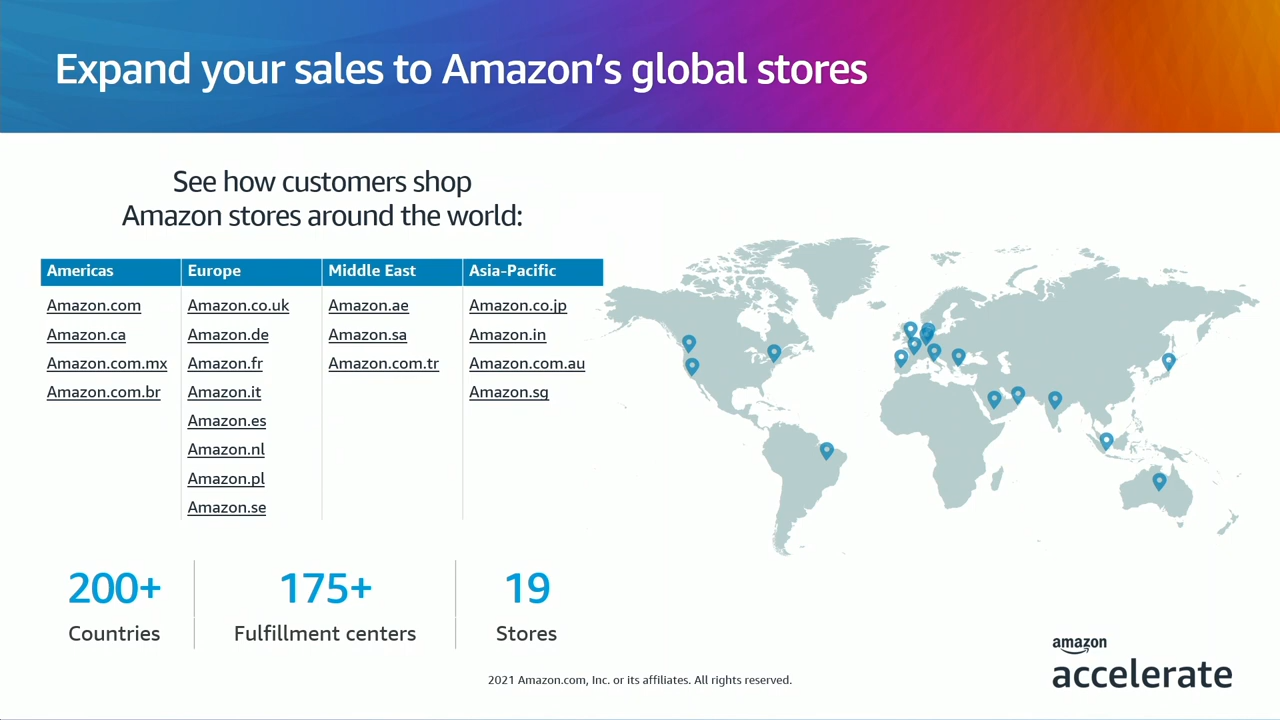 Expand your sales to Amazon's global stores
See how customers shop
Amazon stores around the world:
Americas Europe Middle East Asia-Pacific
Amazon.com Amazon.co.uk Amazon.ae Amazon.co.jp
Amazon.ca Amazon.de Amazon.sa Amazon.in
Amazon.com.mx Amazon.fr Amazon.com.tr Amazon.com.au
Amazon.com.br Amazon.it Amazon.sg
Amazon.es
Amazon.nl
Amazon.pl
Amazon.se
200+ 175+ 19
Countries Fulfillment centers Stores
amazon
accelerate
2021 Amazon.com, Inc. or its affiliates. All rights reserved.